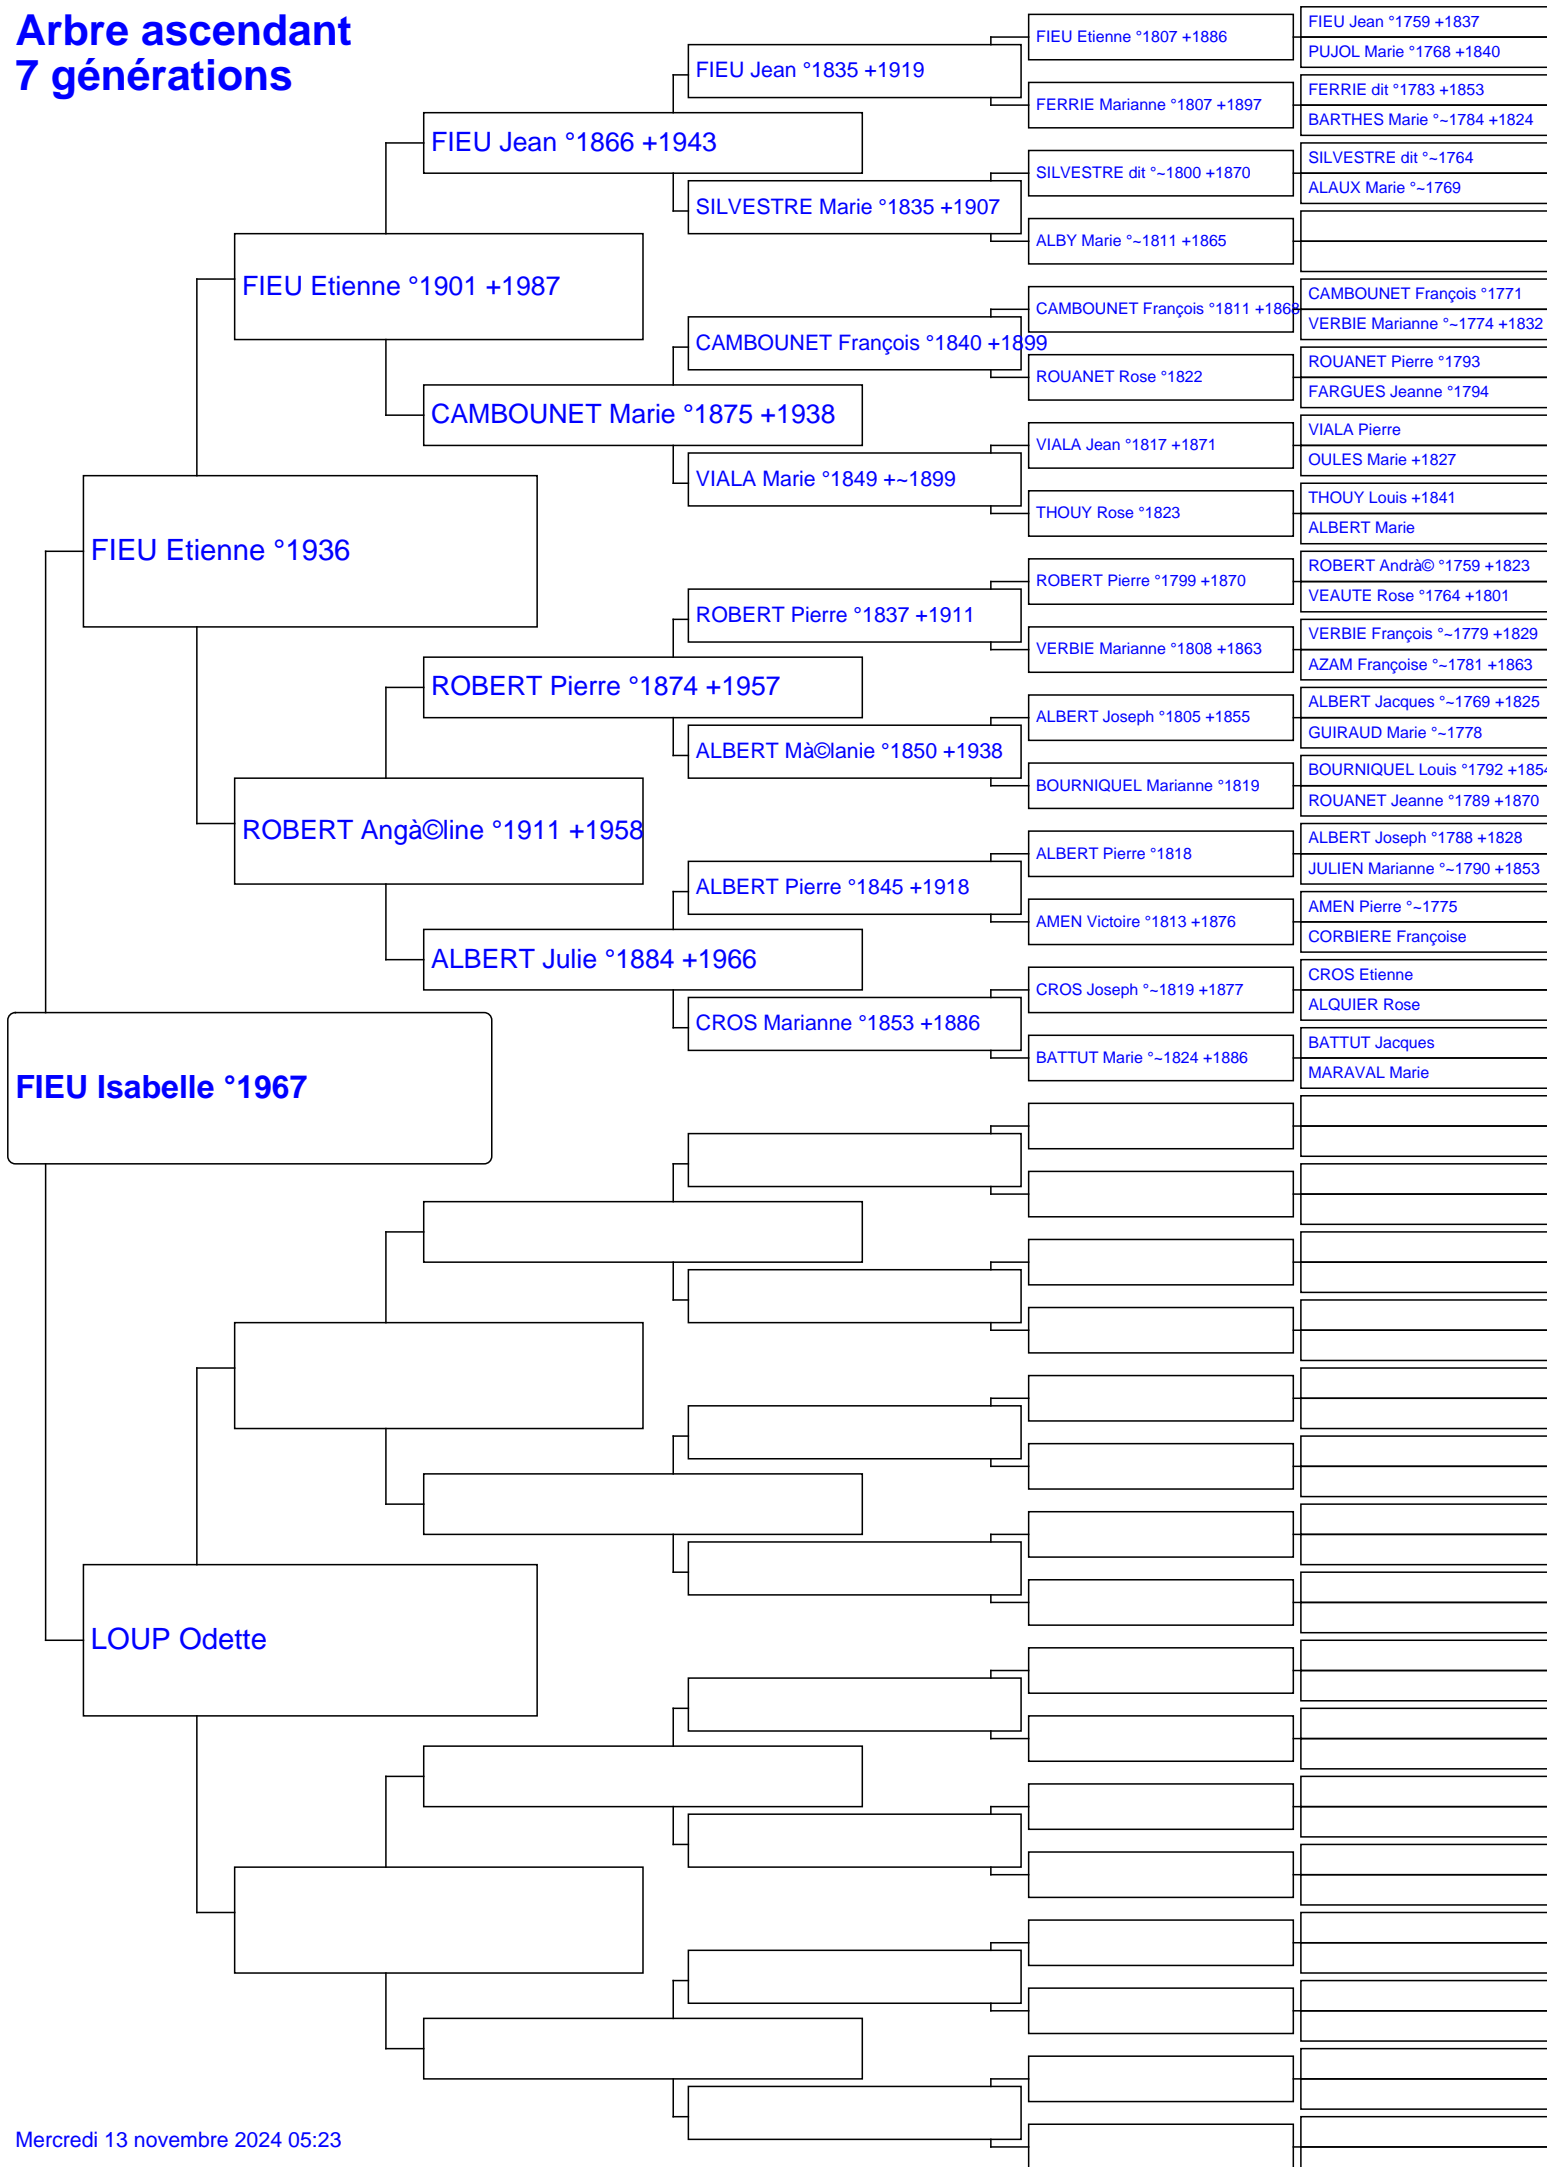 Arbre ascendant
7 générations
FIEU Isabelle °1967
FIEU Etienne °1936
LOUP Odette
FIEU Etienne °1901 +1987
ROBERT Angà©line °1911 +1958
FIEU Jean °1866 +1943
CAMBOUNET Marie °1875 +1938
ROBERT Pierre °1874 +1957
ALBERT Julie °1884 +1966
FIEU Jean °1835 +1919
SILVESTRE Marie °1835 +1907
CAMBOUNET François °1840 +1899
VIALA Marie °1849 +~1899
ROBERT Pierre °1837 +1911
ALBERT Mà©lanie °1850 +1938
ALBERT Pierre °1845 +1918
CROS Marianne °1853 +1886
FIEU Etienne °1807 +1886
FERRIE Marianne °1807 +1897
SILVESTRE dit °~1800 +1870
ALBY Marie °~1811 +1865
CAMBOUNET François °1811 +1868
ROUANET Rose °1822
VIALA Jean °1817 +1871
THOUY Rose °1823
ROBERT Pierre °1799 +1870
VERBIE Marianne °1808 +1863
ALBERT Joseph °1805 +1855
BOURNIQUEL Marianne °1819
ALBERT Pierre °1818
AMEN Victoire °1813 +1876
CROS Joseph °~1819 +1877
BATTUT Marie °~1824 +1886
FIEU Jean °1759 +1837
PUJOL Marie °1768 +1840
FERRIE dit °1783 +1853
BARTHES Marie °~1784 +1824
SILVESTRE dit °~1764
ALAUX Marie °~1769
CAMBOUNET François °1771
VERBIE Marianne °~1774 +1832
ROUANET Pierre °1793
FARGUES Jeanne °1794
VIALA Pierre
OULES Marie +1827
THOUY Louis +1841
ALBERT Marie
ROBERT Andrà© °1759 +1823
VEAUTE Rose °1764 +1801
VERBIE François °~1779 +1829
AZAM Françoise °~1781 +1863
ALBERT Jacques °~1769 +1825
GUIRAUD Marie °~1778
BOURNIQUEL Louis °1792 +1854
ROUANET Jeanne °1789 +1870
ALBERT Joseph °1788 +1828
JULIEN Marianne °~1790 +1853
AMEN Pierre °~1775
CORBIERE Françoise
CROS Etienne
ALQUIER Rose
BATTUT Jacques
MARAVAL Marie
Mercredi 13 novembre 2024 05:23